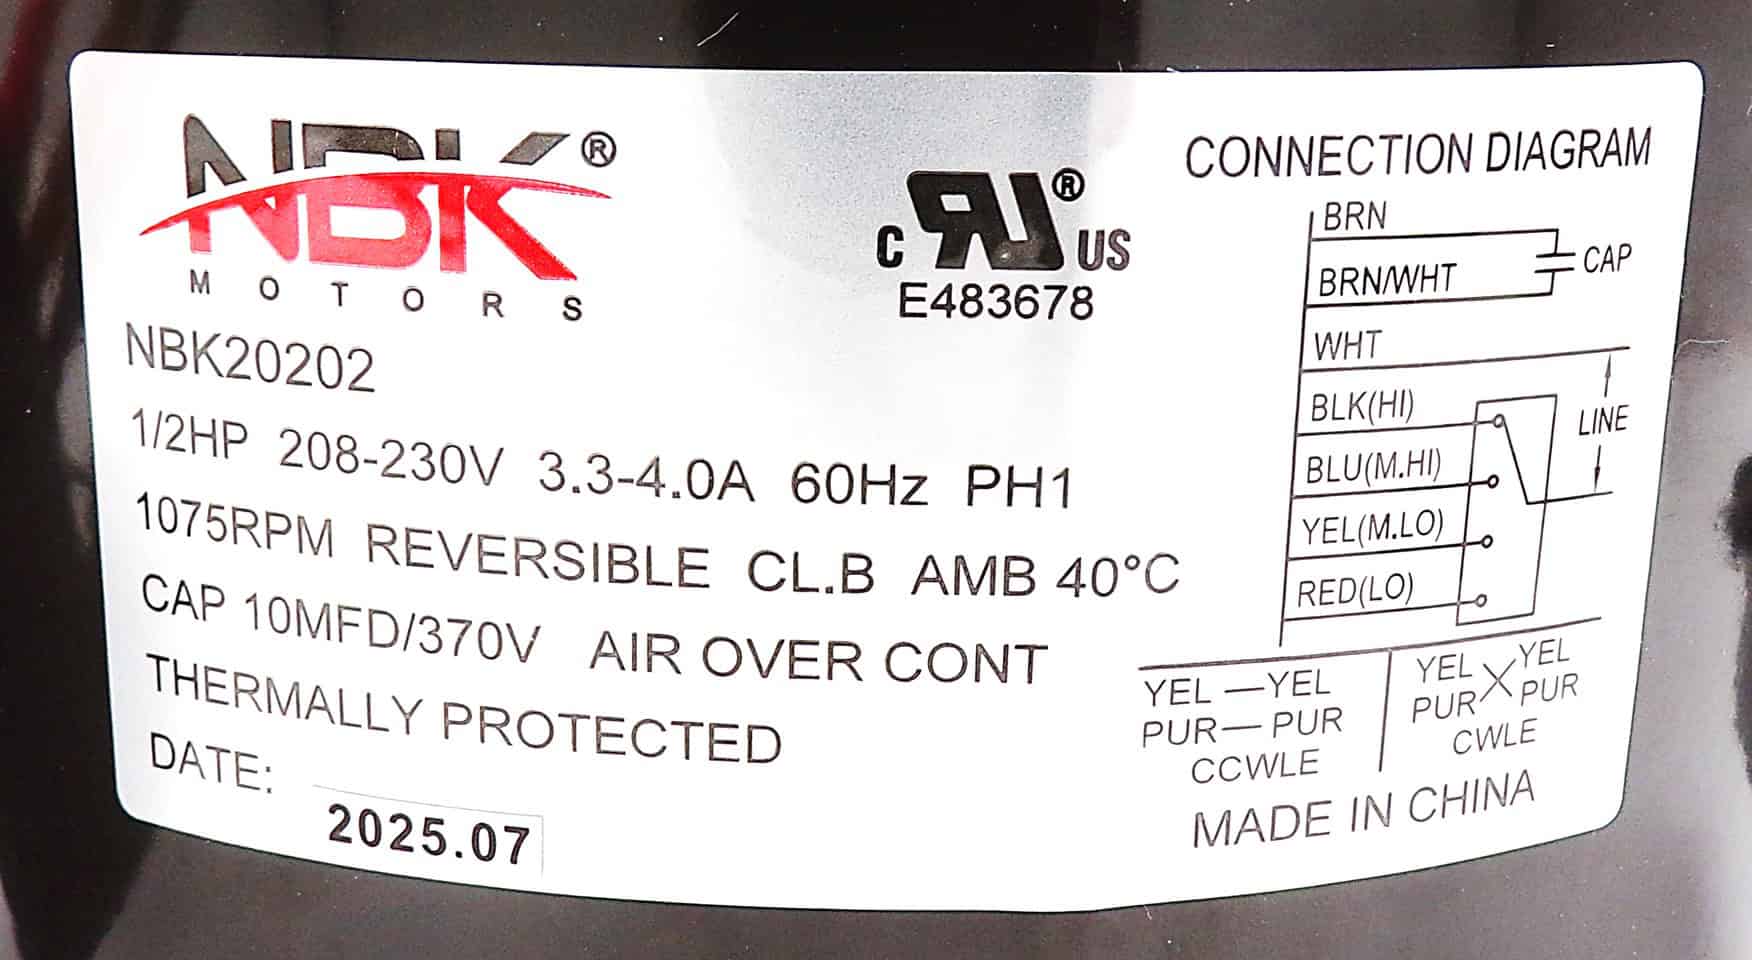 NBK®
MOTORS
NBK20202
1/2HP 208-230V 3.3-4.0A 60Hz PH1
1075RPM REVERSIBLE CL.B AMB 40°C
CAP 10MFD/370V AIR OVER CONT
THERMALLY PROTECTED
DATE:
2025.07
C RU® US
E483678
CONNECTION DIAGRAM
BRN
BRN/WHT
CAP
WHT
BLK(HI)
LINE
BLU(M.HI)
YEL(M.LO)
RED(LO)
YEL—YEL
PUR—PUR
CCWLE
YEL YEL
PUR PUR
CWLE
MADE IN CHINA